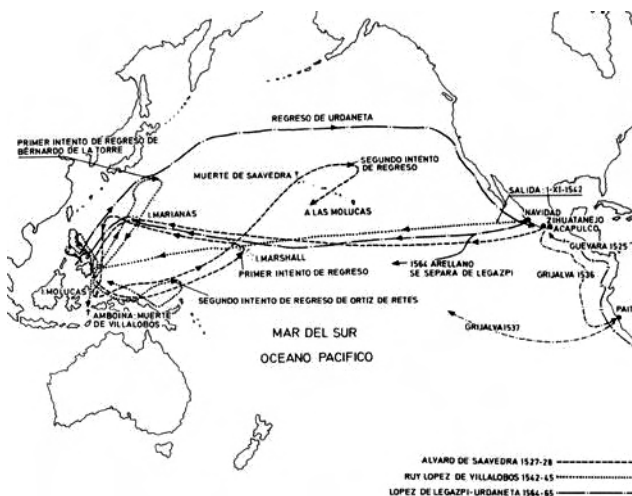 REGRESO DE URDANETA
PRIMER INTENTO DE REGRESO DE
BERNARDO DE LA TORRE
SEGUNDO INTENTO
DE REGRESO
MUERTE DE SAAVEDRA
SALIDA: 1-XI-1542
A LAS MOLUCAS
NAVIDAD
ZIHUATANEJO
ACAPULCO
I.MARIANAS
GUEVARA 1525
I.MARSHALL
PRIMER INTENTO DE REGRESO
1564 ARELLANO
SE SEPARA DE LEGAZPI
GRIJALVA 1536
I.MOLUCAS
SEGUNDO INTENTO DE REGRESO DE ORTIZ DE RETES
AMBOINA: MUERTE
DE VILLALOBOS
PAIT
GRIJALVA 1537
MAR DEL SUR
OCEANO PACIFICO
ALVARO DE SAAVEDRA 1527-28
RUY LOPEZ DE VILLALOBOS 1542-45
LOPEZ DE LEGAZPI-URDANETA 1564-65